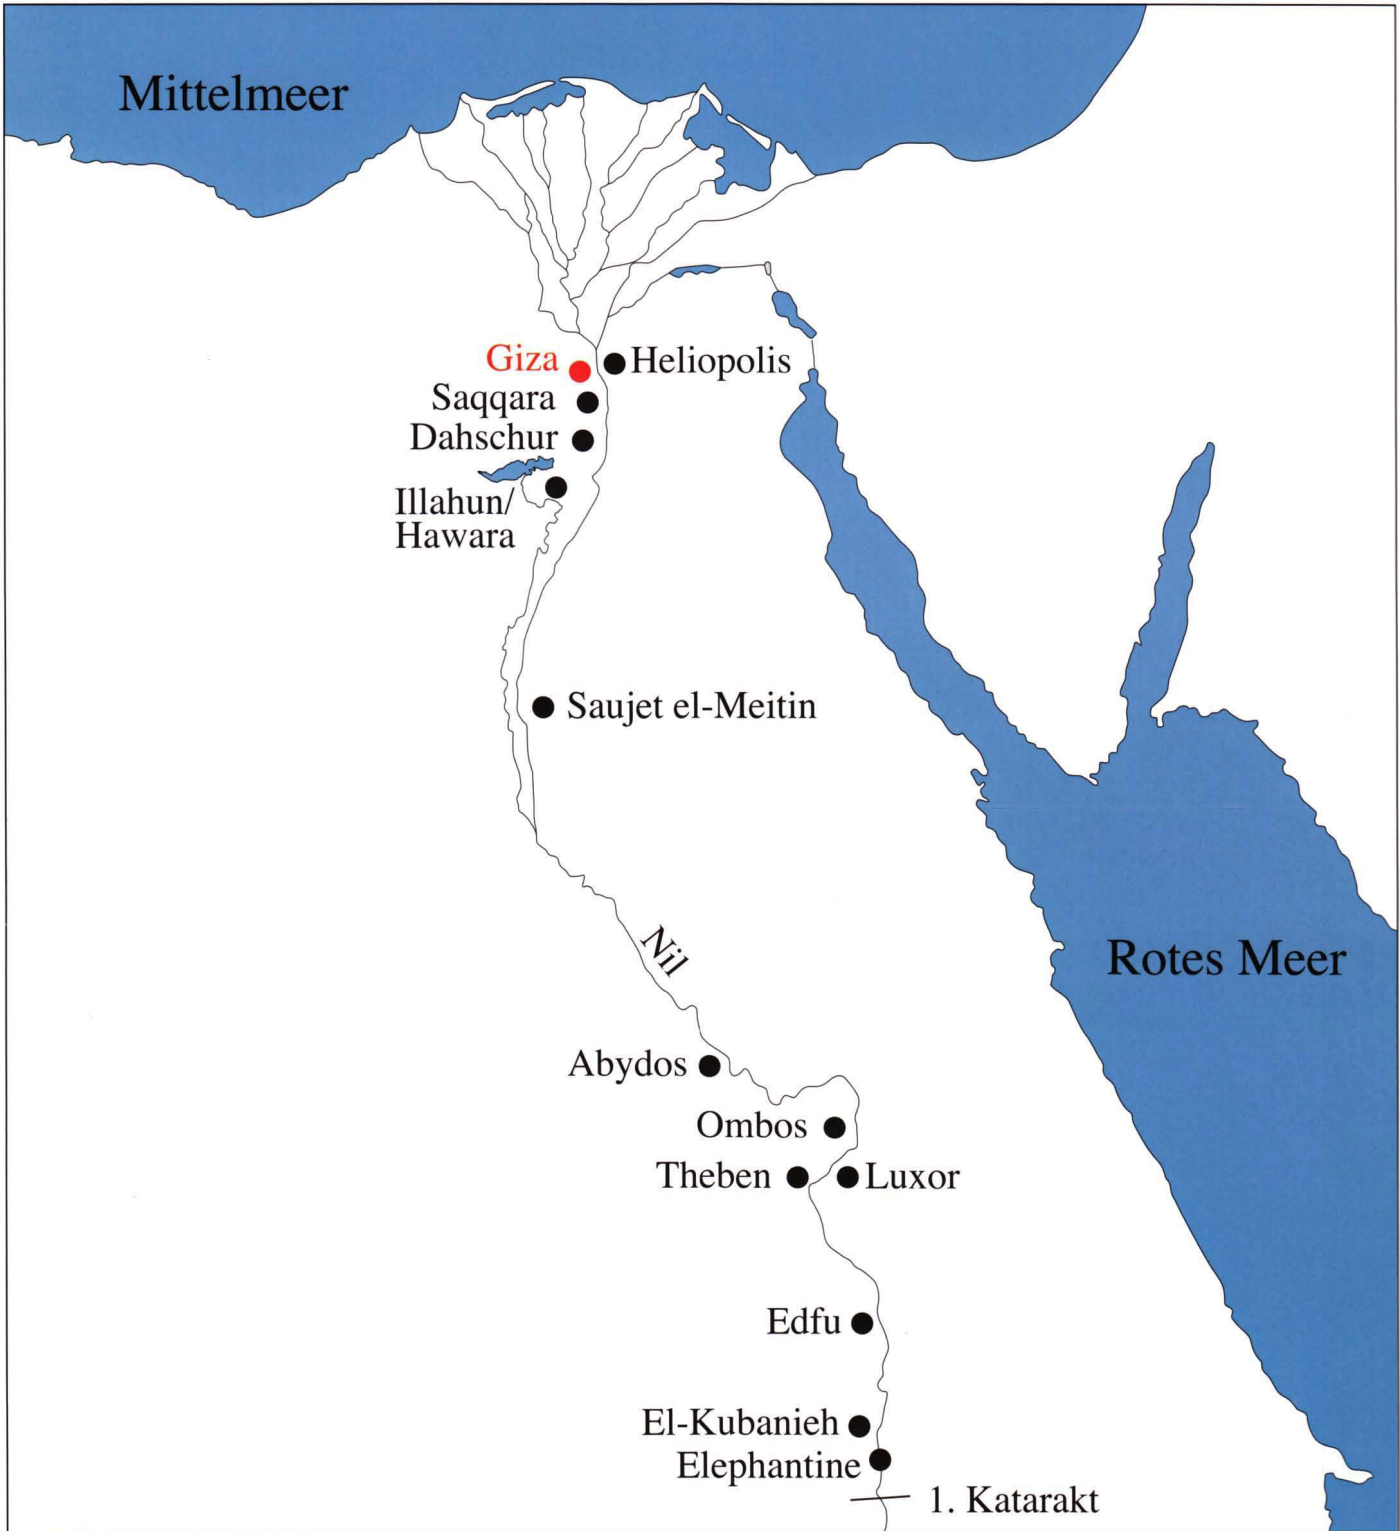 Mittelmeer
Giza
Heliopolis
Saqqara
Dahschur
Illahun/
Hawara
Saujet el-Meitin
Nil
Rotes Meer
Abydos
Ombos
Theben
Luxor
Edfu
El-Kubanieh
Elephantine
1. Katarakt